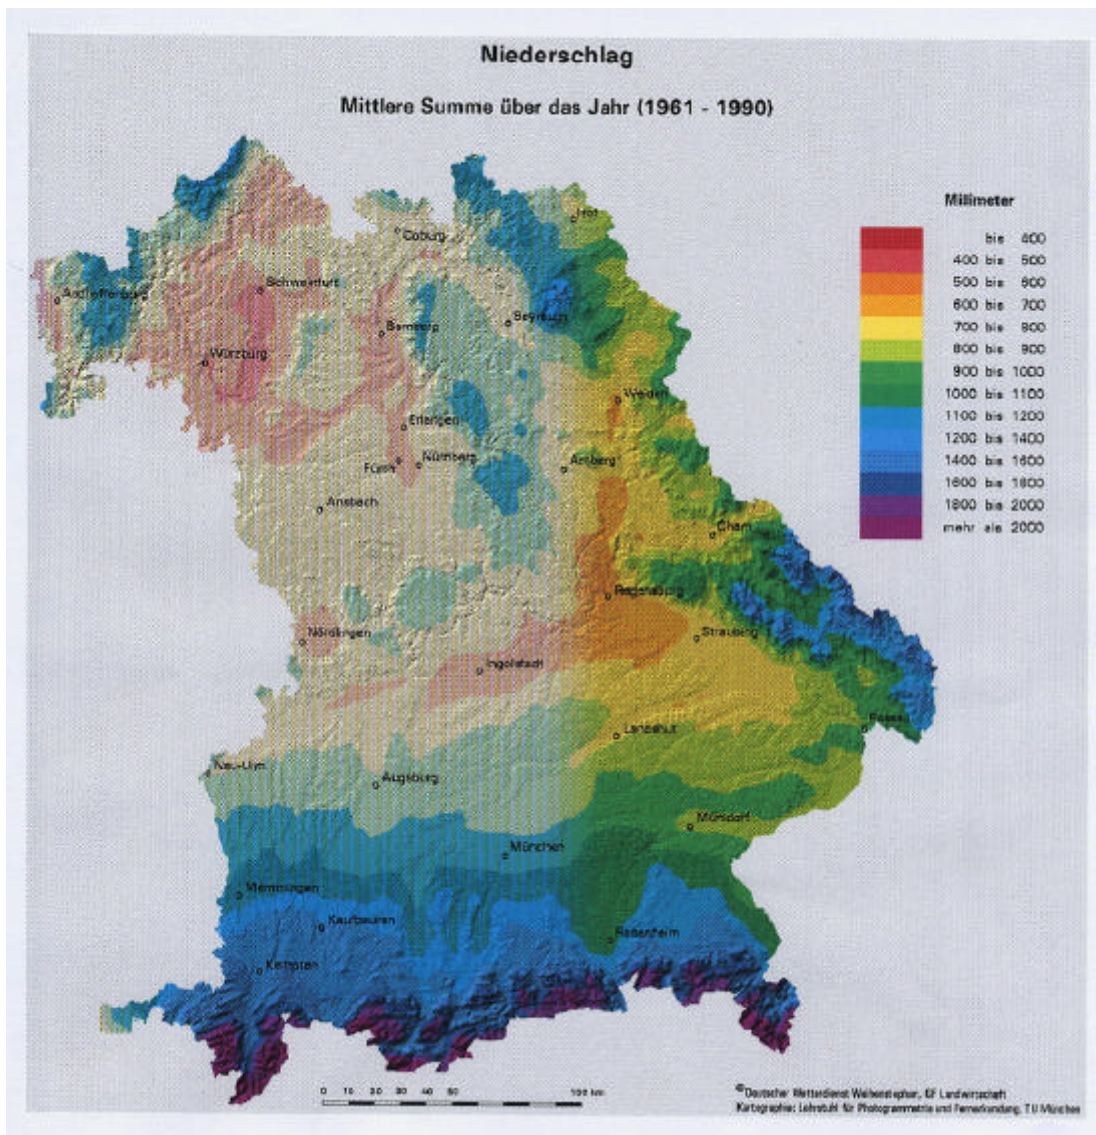 Niederschlag
Mittlere Summe über das Jahr (1961 - 1990)
Millimeter
bis 400
400 bis 500
500 bis 600
600 bis 700
700 bis 800
800 bis 900
900 bis 1000
1000 bis 1100
1100 bis 1200
1200 bis 1400
1400 bis 1600
1600 bis 1800
1800 bis 2000
mehr als 2000
Hof
Coburg
Aschaffenburg
Schweinfurt
Bamberg
Bayreuth
Würzburg
Weiden
Erlangen
Fürth
Nürnberg
Amberg
Ansbach
Cham
Regensburg
Nördlingen
Straubing
Ingolstadt
Passau
Landshut
Neu-Ulm
Augsburg
Mühldorf
München
Memmingen
Kaufbeuren
Rosenheim
Kempten
0 10 20 30 40 50 100 km
©Deutscher Wetterdienst Weihenstephan, GF Landwirtschaft
Kartographie: Lehrstuhl für Photogrammetrie und Fernerkundung, TU München